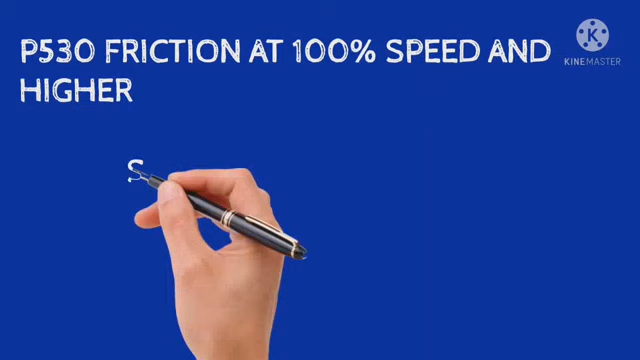 P530 FRICTION AT 100% SPEED AND
HIGHER
K
KINEMASTER
S